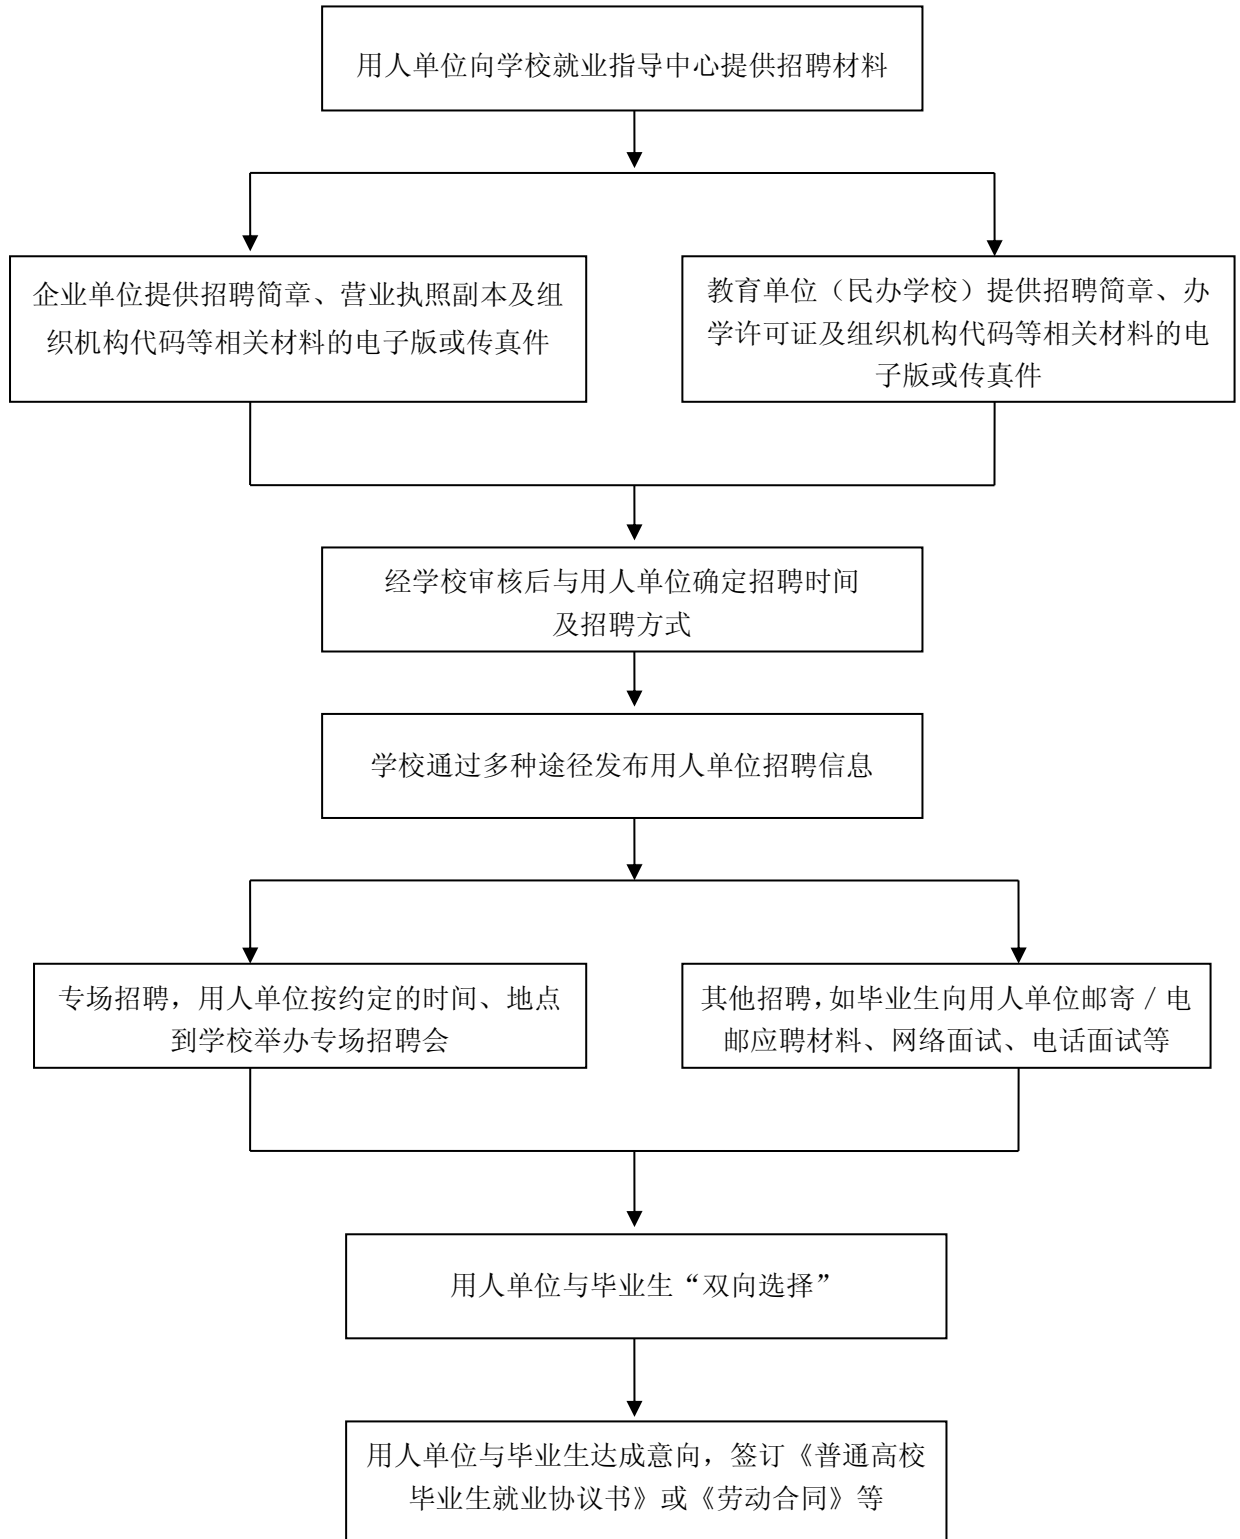 用人单位向学校就业指导中心提供招聘材料
企业单位提供招聘简章、营业执照副本及组
织机构代码等相关材料的电子版或传真件
教育单位（民办学校）提供招聘简章、办
学许可证及组织机构代码等相关材料的电
子版或传真件
经学校审核后与用人单位确定招聘时间
及招聘方式
学校通过多种途径发布用人单位招聘信息
专场招聘，用人单位按约定的时间、地点
到学校举办专场招聘会
其他招聘，如毕业生向用人单位邮寄／电
邮应聘材料、网络面试、电话面试等
用人单位与毕业生“双向选择”
用人单位与毕业生达成意向，签订《普通高校
毕业生就业协议书》或《劳动合同》等